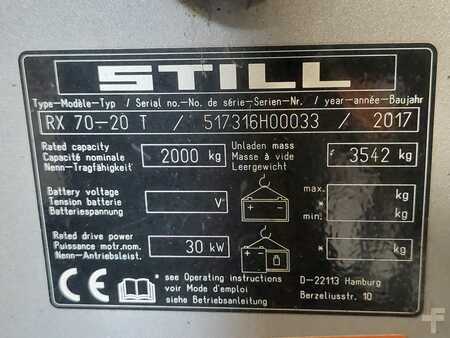 STILL
Type-Modèle-Typ / Serial no.-No. de série-Serien-Nr. / year-année-Baujahr
RX 70-20 T / 517316H00033 / 2017
Rated capacity
Capacité nominale
Nenn-Tragfähigkeit
2000 kg
Unladen mass
Masse à vide
Leergewicht
* 3542 kg
Battery voltage
Tension batterie
Batteriespannung
V
max. * kg
min. * kg
Rated drive power
Puissance motr.nom.
Nenn-Antriebsleist.
30 kW
* kg
CE
* see Operating instructions
voir Mode d'emploi
siehe Betriebsanleitung
D-22113 Hamburg
Berzeliusstr. 10